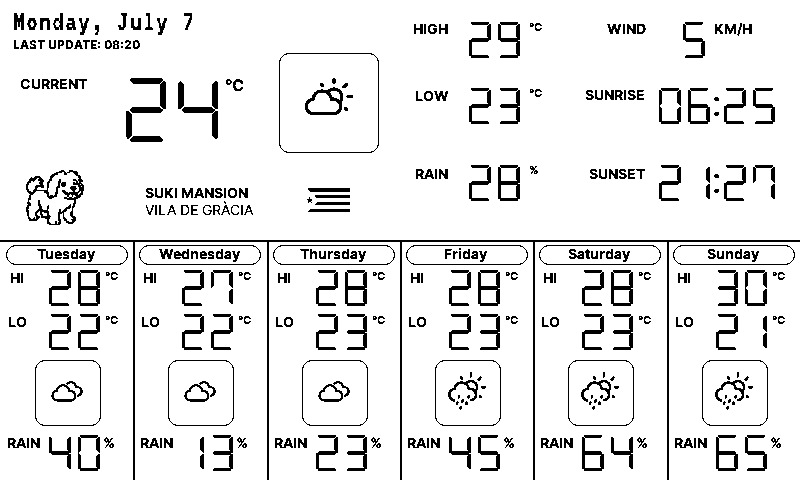 Monday, July 7
LAST UPDATE: 08:20
CURRENT 24 °C
HIGH 29 °C
LOW 23 °C
RAIN 28 %
WIND 5 KM/H
SUNRISE 06:25
SUNSET 21:27
SUKI MANSION
VILA DE GRÀCIA
Tuesday
HI 28 °C
LO 22 °C
RAIN 40 %
Wednesday
HI 27 °C
LO 22 °C
RAIN 13 %
Thursday
HI 28 °C
LO 22 °C
RAIN 23 %
Friday
HI 28 °C
LO 23 °C
RAIN 45 %
Saturday
HI 28 °C
LO 23 °C
RAIN 64 %
Sunday
HI 30 °C
LO 21 °C
RAIN 65 %